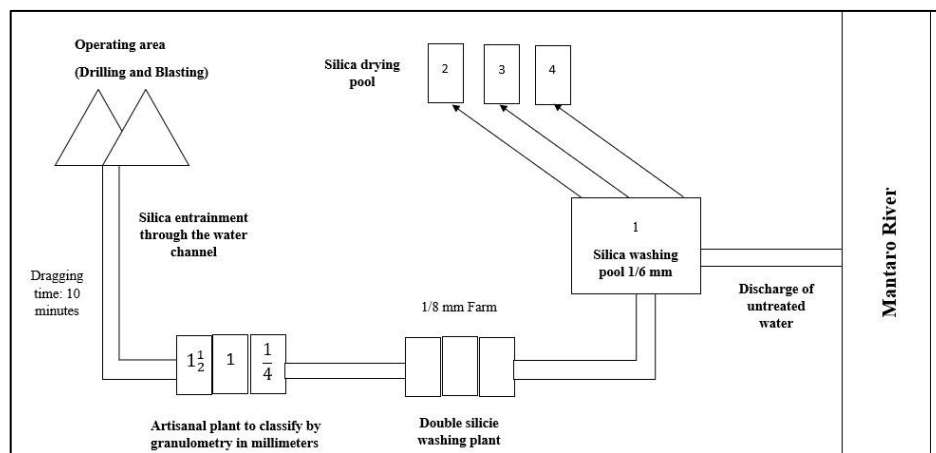 Operating area
(Drilling and Blasting)
Silica drying
pool
2
3
4
Silica entrainment
through the water
channel
Dragging
time: 10
minutes
1
Silica washing
pool 1/6 mm
Discharge of
untreated
water
Mantaro River
1/8 mm Farm
1 1/2
1
1/4
Artisanal plant to classify by
granulometry in millimeters
Double silicie
washing plant